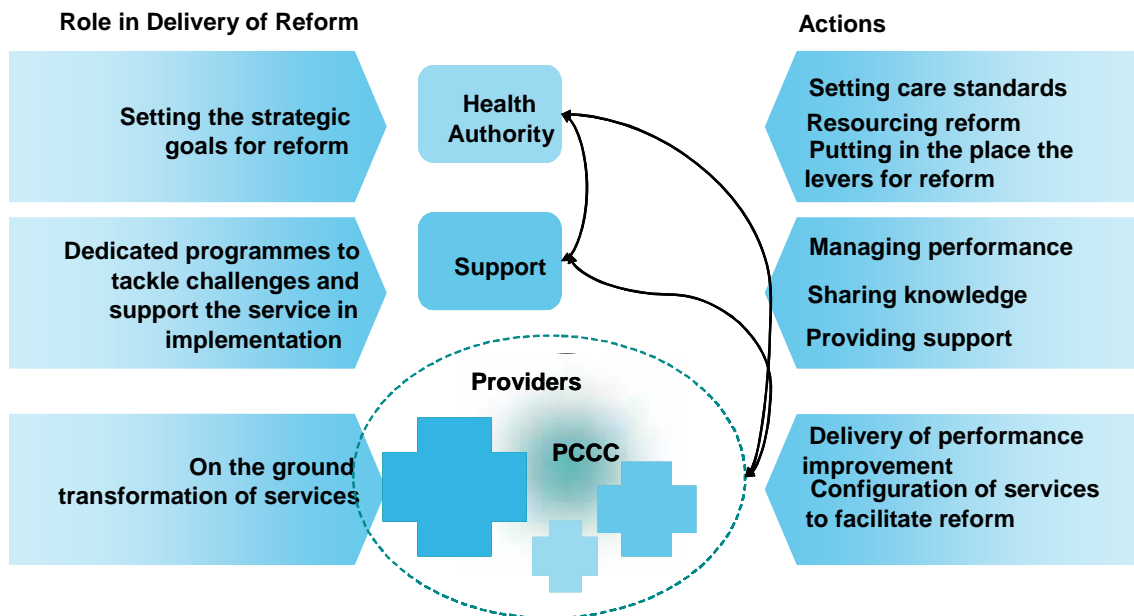 Role in Delivery of Reform
Actions
Setting the strategic
goals for reform
Health
Authority
Setting care standards
Resourcing reform
Putting in the place the
levers for reform
Dedicated programmes to
tackle challenges and
support the service in
implementation
Support
Managing performance
Sharing knowledge
Providing support
Providers
PCCC
On the ground
transformation of services
Delivery of performance
improvement
Configuration of services
to facilitate reform